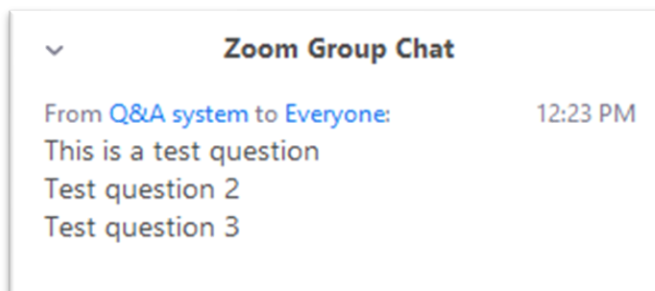 Zoom Group Chat
From Q&A system to Everyone: 12:23 PM
This is a test question
Test question 2
Test question 3